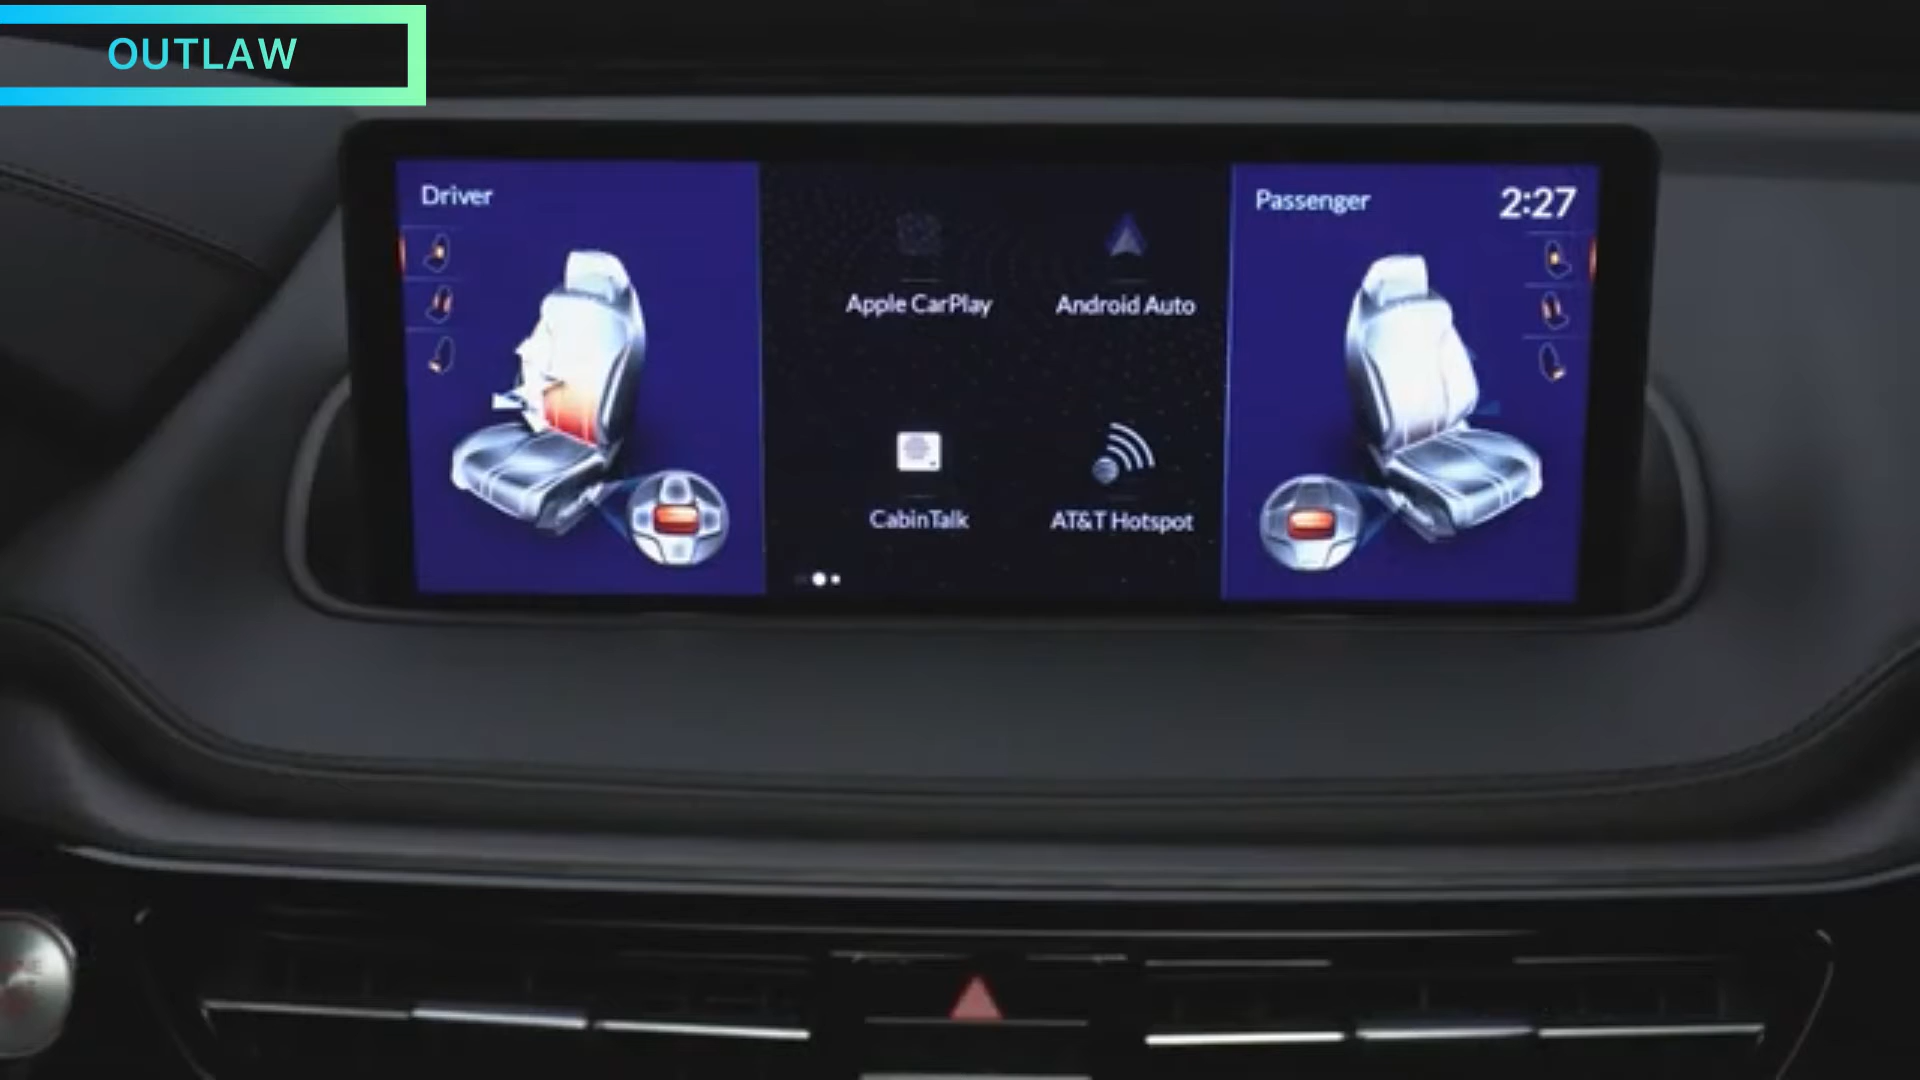 OUTLAW
Driver
Passenger
2:27
Apple CarPlay
Android Auto
CabinTalk
AT&T Hotspot